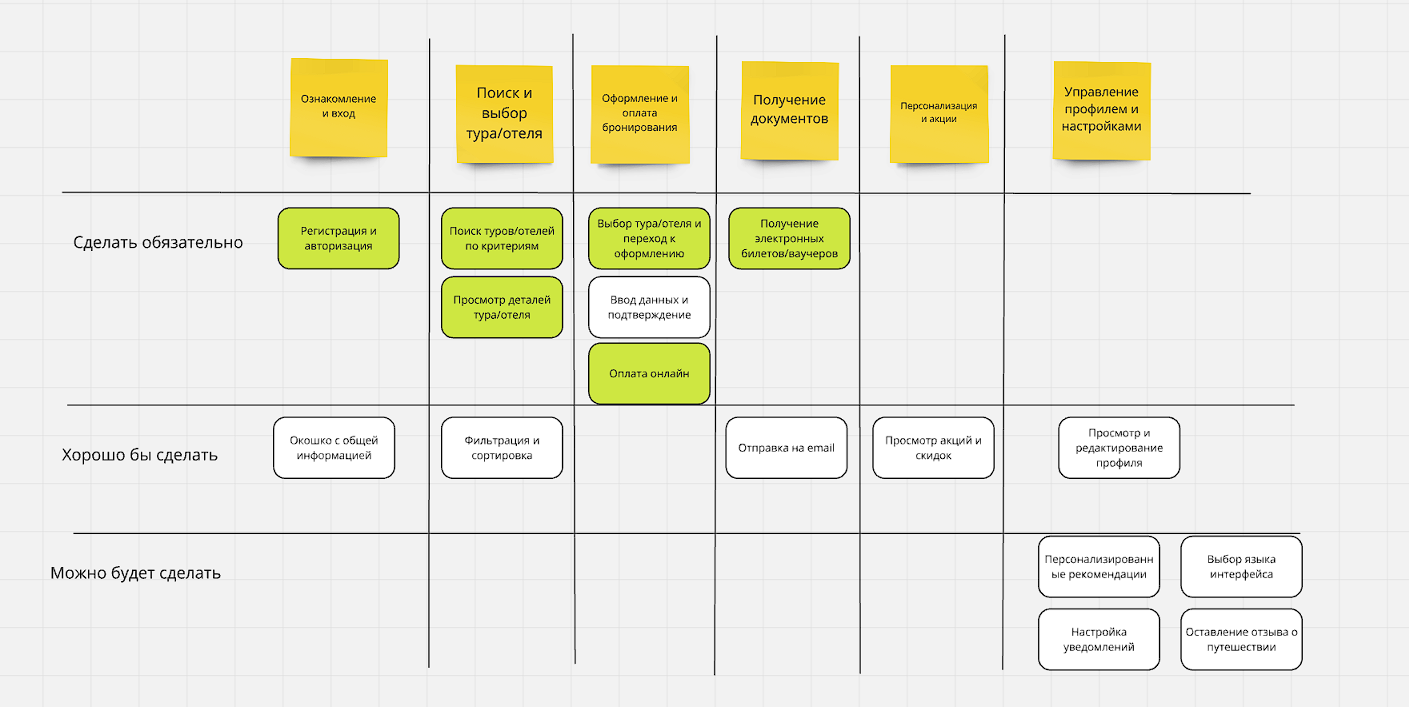 Ознакомление
и вход
Поиск и
выбор
тура/отеля
Оформление и
оплата
бронирования
Получение
документов
Персонализация
и акции
Управление
профилем и
настройками
Сделать обязательно
Регистрация и
авторизация
Поиск туров/отелей
по критериям
Выбор тура/отеля и
переход к
оформлению
Получение
электронных
билетов/ваучеров
Просмотр деталей
тура/отеля
Ввод данных и
подтверждение
Оплата онлайн
Хорошо бы сделать
Окошко с общей
информацией
Фильтрация и
сортировка
Отправка на email
Просмотр акций и
скидок
Просмотр и
редактирование
профиля
Можно будет сделать
Персонализированн
ые рекомендации
Выбор языка
интерфейса
Настройка
уведомлений
Оставление отзыва о
путешествии